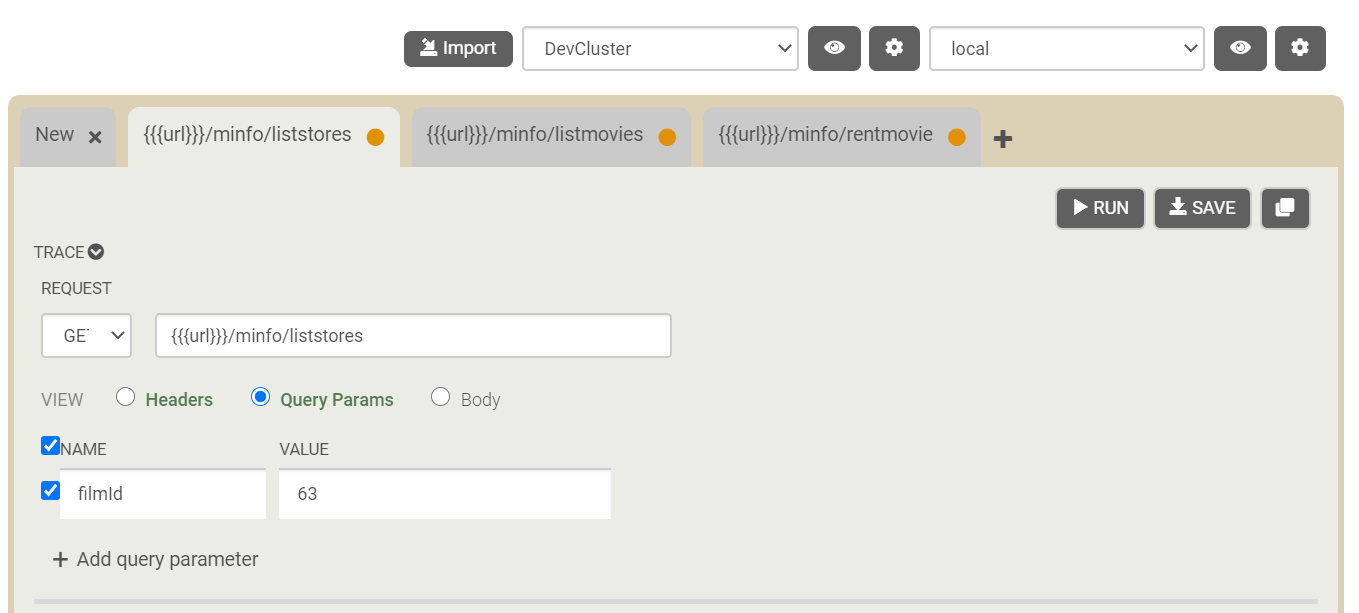 Import DevCluster local
New {{{url}}}/minfo/liststores {{{url}}}/minfo/listmovies {{{url}}}/minfo/rentmovie
RUN SAVE
TRACE
REQUEST
GET {{{url}}}/minfo/liststores
VIEW Headers Query Params Body
NAME VALUE
filmId 63
Add query parameter